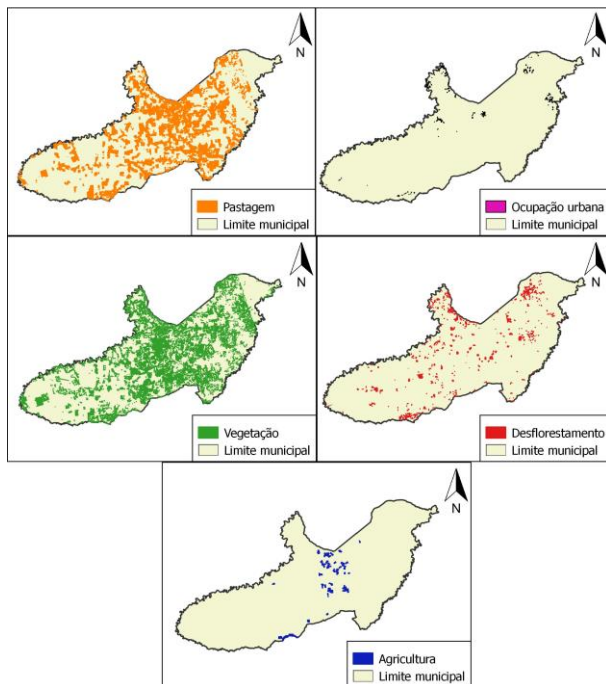 N
Pastagem
Limite municipal
N
Ocupação urbana
Limite municipal
N
Vegetação
Limite municipal
N
Desflorestamento
Limite municipal
N
Agricultura
Limite municipal